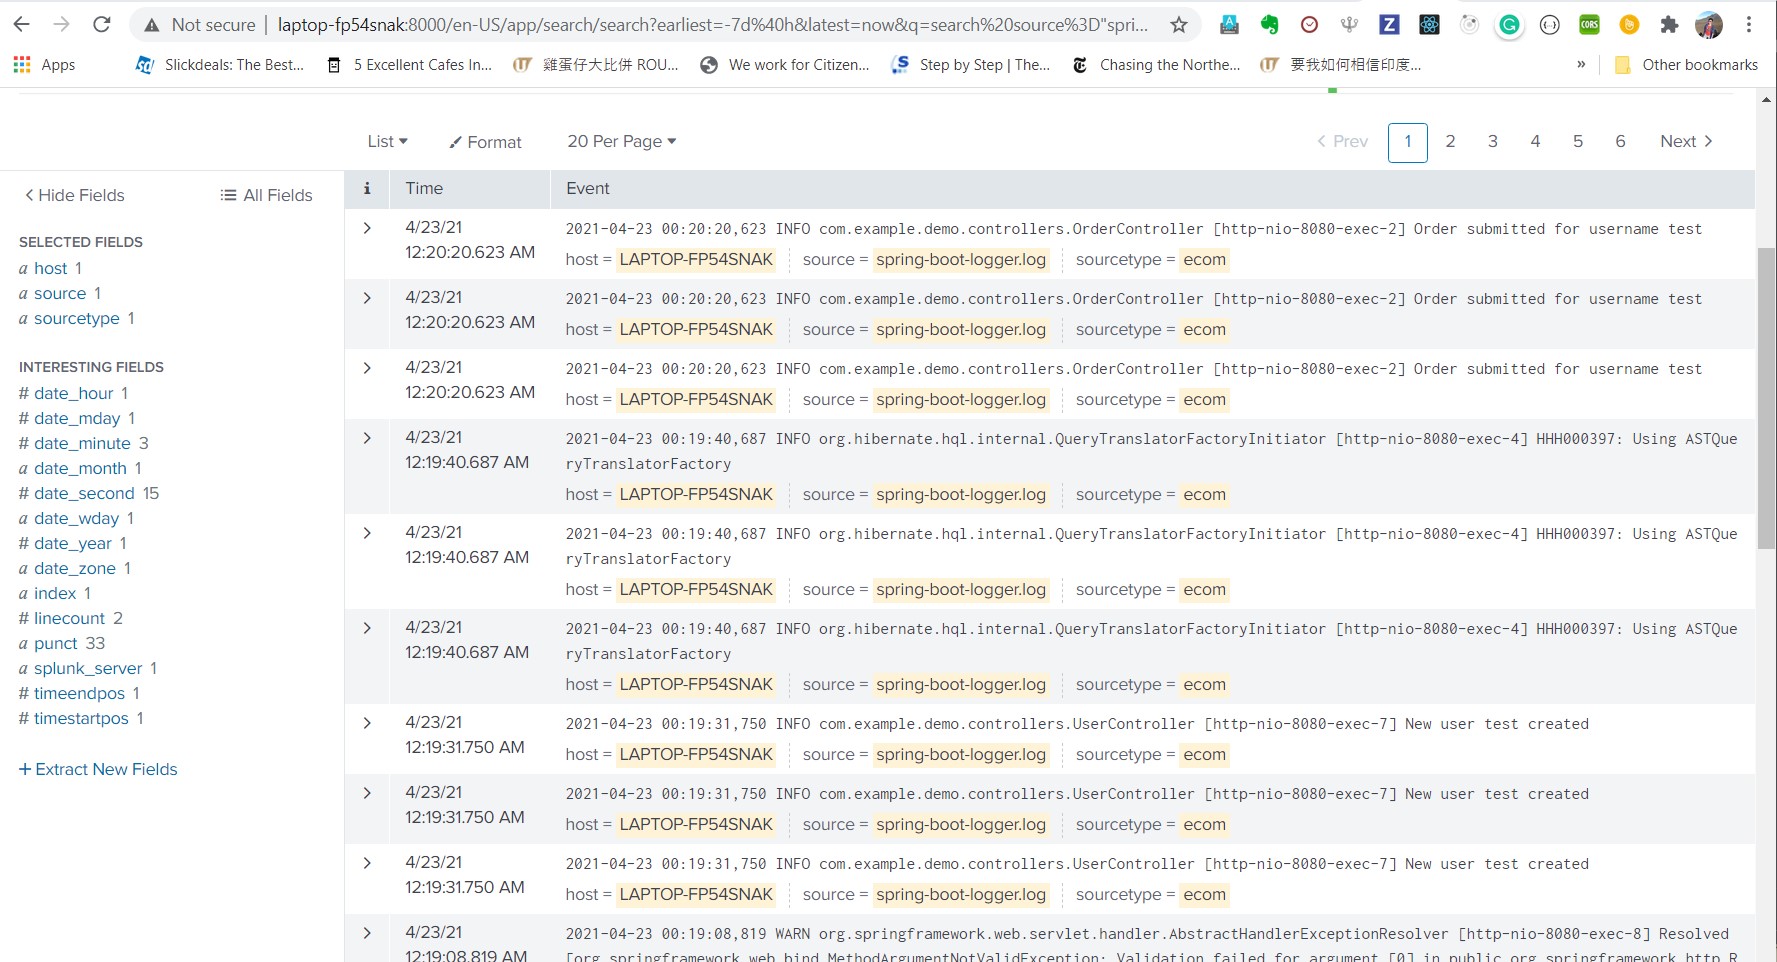 Not secure | laptop-fp54snak:8000/en-US/app/search/search?earliest=-7d%40h&latest=now&q=search%20source%3D"spri...
Apps Slickdeals: The Best... 5 Excellent Cafes In... 雞蛋仔大比併 ROU... We work for Citizen... Step by Step | The... Chasing the Northe... 要我如何相信印度... » Other bookmarks
List Format 20 Per Page < Prev 1 2 3 4 5 6 Next >
< Hide Fields All Fields
SELECTED FIELDS
a host 1
a source 1
a sourcetype 1
INTERESTING FIELDS
# date_hour 1
# date_mday 1
# date_minute 3
a date_month 1
# date_second 15
a date_wday 1
# date_year 1
a date_zone 1
a index 1
# linecount 2
a punct 33
a splunk_server 1
# timeendpos 1
# timestartpos 1
+ Extract New Fields
i Time Event
> 4/23/21
12:20:20.623 AM
2021-04-23 00:20:20,623 INFO com.example.demo.controllers.OrderController [http-nio-8080-exec-2] Order submitted for username test
host = LAPTOP-FP54SNAK source = spring-boot-logger.log sourcetype = ecom
> 4/23/21
12:20:20.623 AM
2021-04-23 00:20:20,623 INFO com.example.demo.controllers.OrderController [http-nio-8080-exec-2] Order submitted for username test
host = LAPTOP-FP54SNAK source = spring-boot-logger.log sourcetype = ecom
> 4/23/21
12:20:20.623 AM
2021-04-23 00:20:20,623 INFO com.example.demo.controllers.OrderController [http-nio-8080-exec-2] Order submitted for username test
host = LAPTOP-FP54SNAK source = spring-boot-logger.log sourcetype = ecom
> 4/23/21
12:19:40.687 AM
2021-04-23 00:19:40,687 INFO org.hibernate.hql.internal.QueryTranslatorFactoryInitiator [http-nio-8080-exec-4] HHH000397: Using ASTQue
ryTranslatorFactory
host = LAPTOP-FP54SNAK source = spring-boot-logger.log sourcetype = ecom
> 4/23/21
12:19:40.687 AM
2021-04-23 00:19:40,687 INFO org.hibernate.hql.internal.QueryTranslatorFactoryInitiator [http-nio-8080-exec-4] HHH000397: Using ASTQue
ryTranslatorFactory
host = LAPTOP-FP54SNAK source = spring-boot-logger.log sourcetype = ecom
> 4/23/21
12:19:40.687 AM
2021-04-23 00:19:40,687 INFO org.hibernate.hql.internal.QueryTranslatorFactoryInitiator [http-nio-8080-exec-4] HHH000397: Using ASTQue
ryTranslatorFactory
host = LAPTOP-FP54SNAK source = spring-boot-logger.log sourcetype = ecom
> 4/23/21
12:19:31.750 AM
2021-04-23 00:19:31,750 INFO com.example.demo.controllers.UserController [http-nio-8080-exec-7] New user test created
host = LAPTOP-FP54SNAK source = spring-boot-logger.log sourcetype = ecom
> 4/23/21
12:19:31.750 AM
2021-04-23 00:19:31,750 INFO com.example.demo.controllers.UserController [http-nio-8080-exec-7] New user test created
host = LAPTOP-FP54SNAK source = spring-boot-logger.log sourcetype = ecom
> 4/23/21
12:19:31.750 AM
2021-04-23 00:19:31,750 INFO com.example.demo.controllers.UserController [http-nio-8080-exec-7] New user test created
host = LAPTOP-FP54SNAK source = spring-boot-logger.log sourcetype = ecom
> 4/23/21
12:19:08.819 AM
2021-04-23 00:19:08,819 WARN org.springframework.web.servlet.handler.AbstractHandlerExceptionResolver [http-nio-8080-exec-8] Resolved
[org.springframework.web.bind.MethodArgumentNotValidException: Validation failed for argument [0] in public org.springframework.http.R